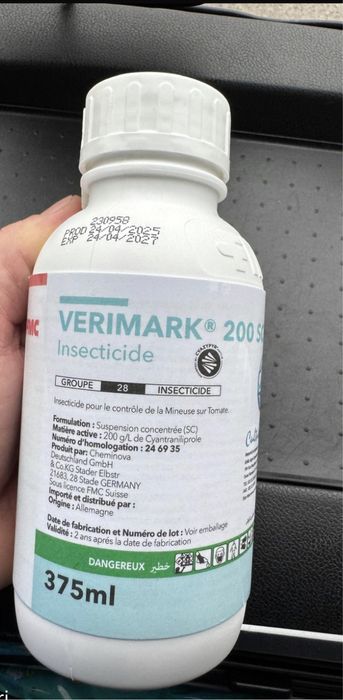 230958
PROD 24/04/2025
EXP 24/04/2027
FMC
VERIMARK® 200 SC
CYAZYPYR
Insecticide
GROUPE 28 INSECTICIDE
Insecticide pour le contrôle de la Mineuse sur Tomate.
Formulation : Suspension concentrée (SC)
Matière active : 200 g/L de Cyantraniliprole
Numéro d'homologation : 24 69 35
Produit par: Cheminova
Deutschland GmbH
& Co.KG Stader Elbstr
21683, 28 Stade GERMANY
Sous licence FMC Suisse
Importé et distribué par :
Origine : Allemagne
Date de fabrication et Numéro de lot : Voir emballage
Validité : 2 ans après la date de fabrication
DANGEREUX خطير
375ml